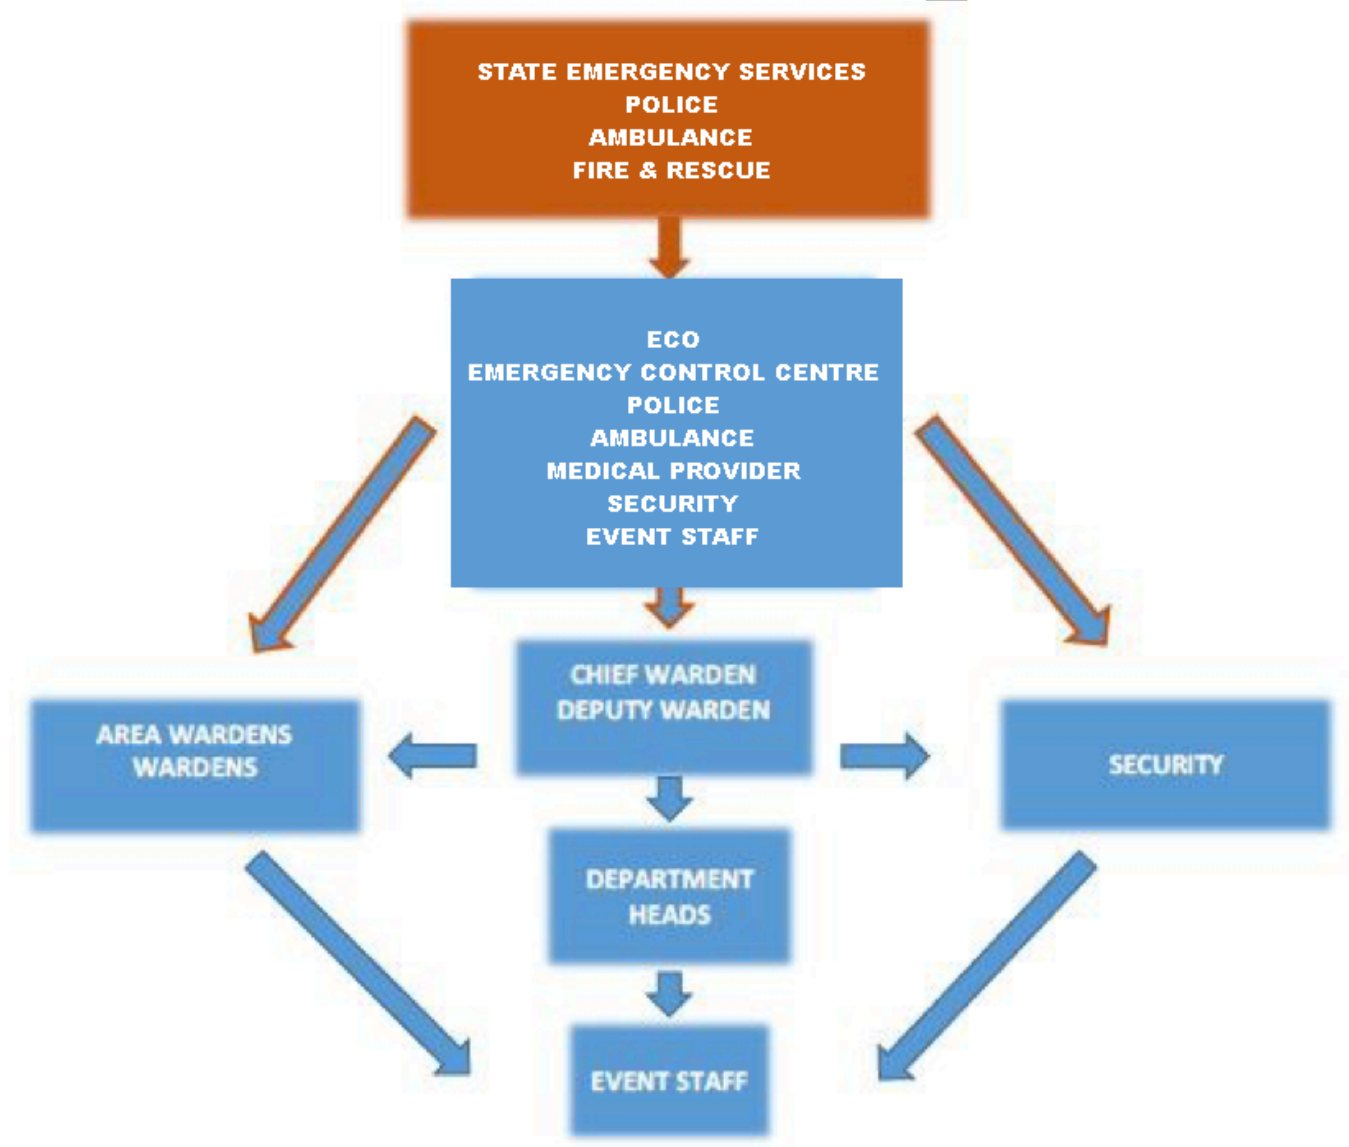 STATE EMERGENCY SERVICES
POLICE
AMBULANCE
FIRE & RESCUE
ECO
EMERGENCY CONTROL CENTRE
POLICE
AMBULANCE
MEDICAL PROVIDER
SECURITY
EVENT STAFF
CHIEF WARDEN
DEPUTY WARDEN
AREA WARDENS
WARDENS
SECURITY
DEPARTMENT
HEADS
EVENT STAFF